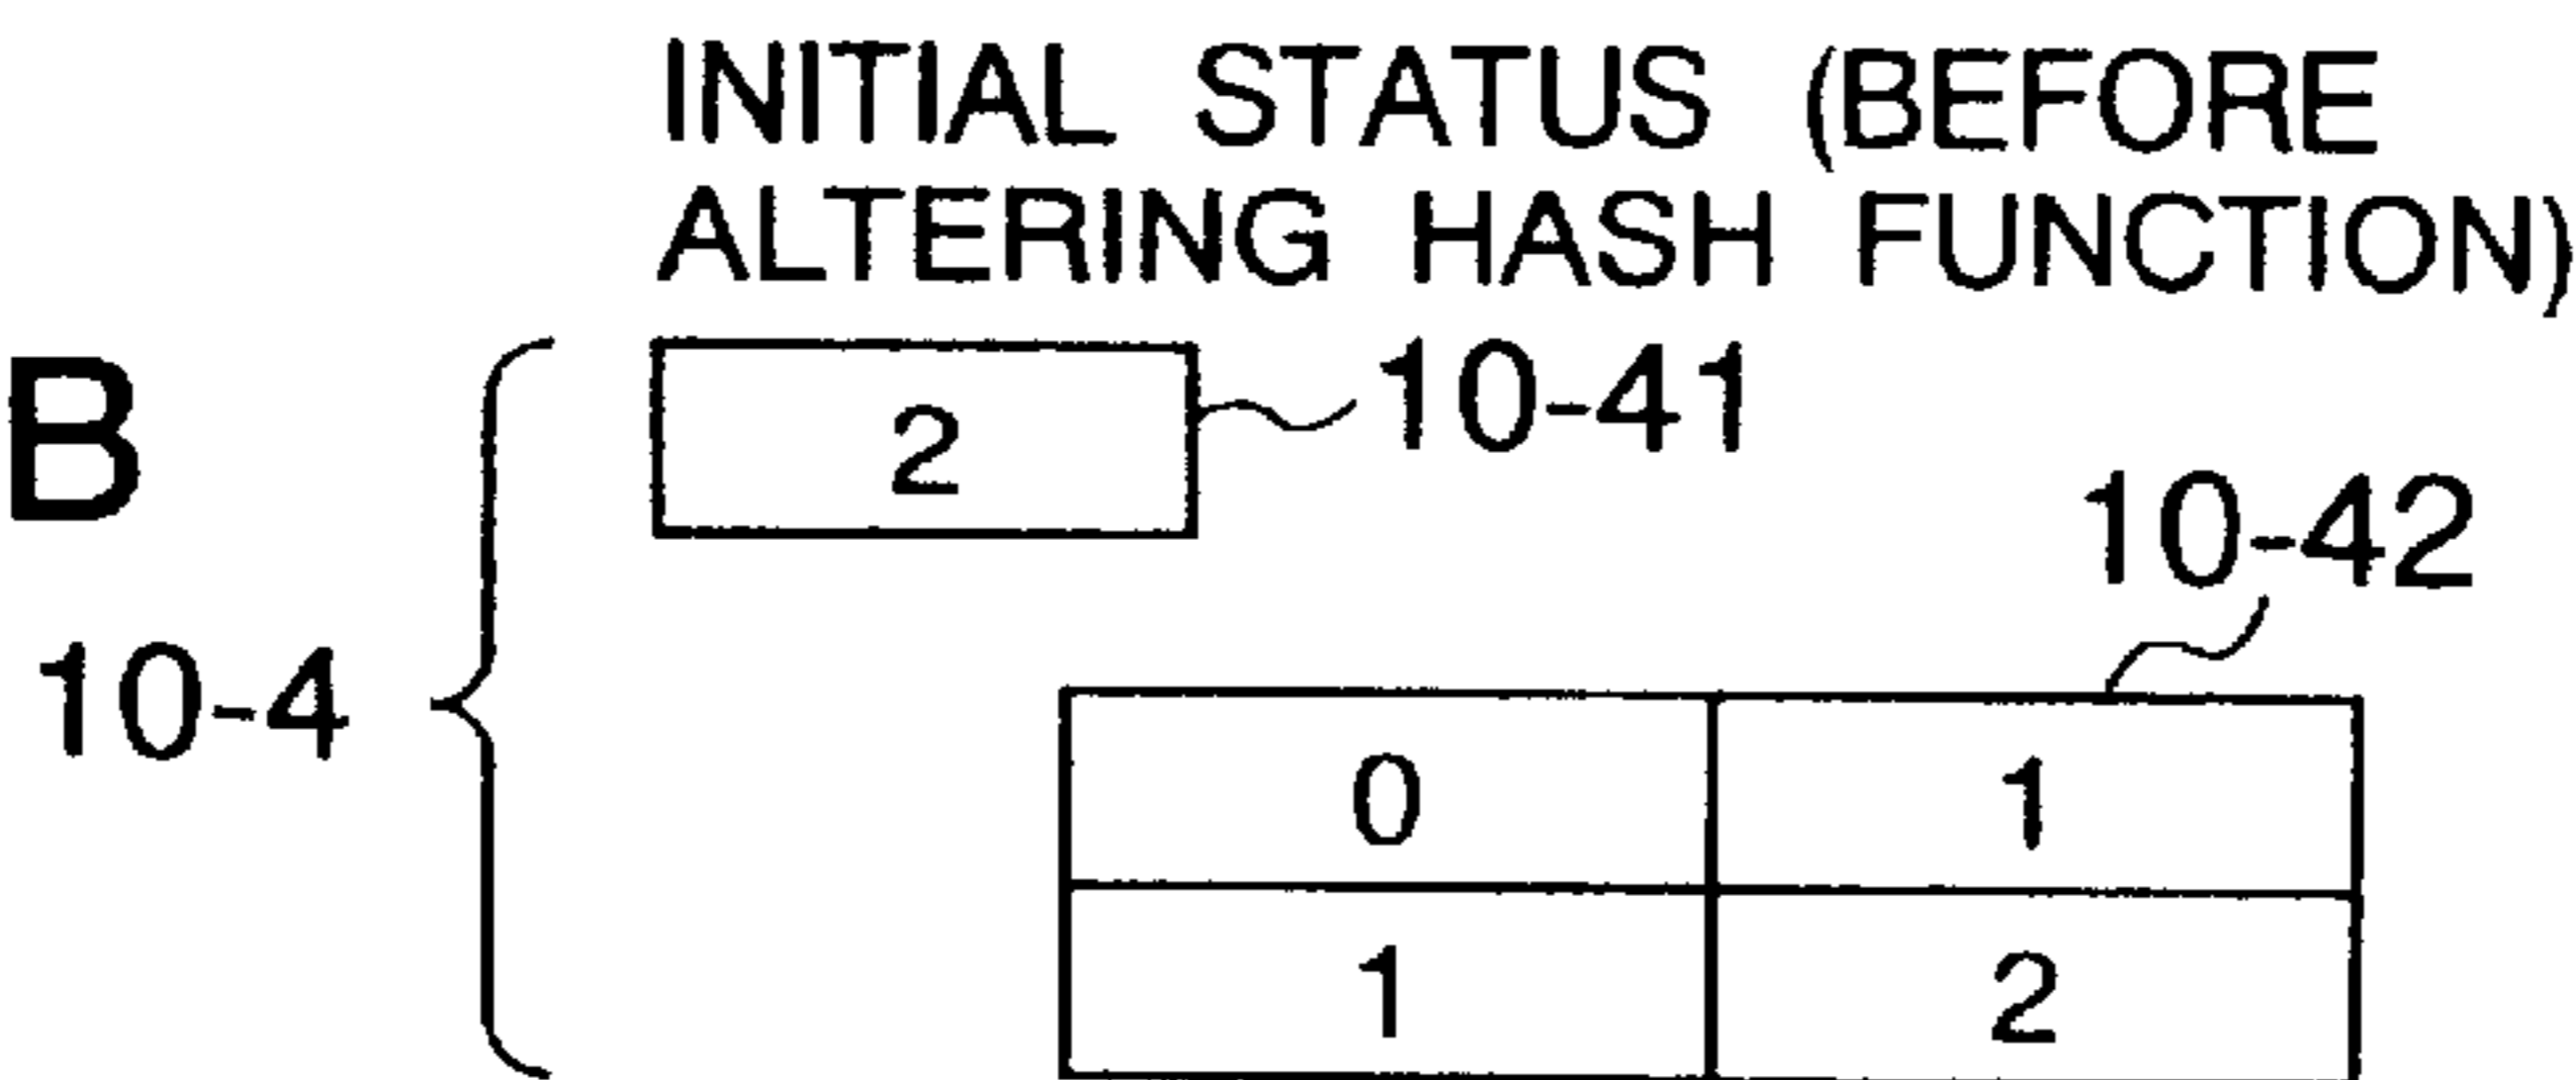 INITIAL STATUS (BEFORE
ALTERING HASH FUNCTION)
B
2
10-41
10-42
10-4
0 1
1 2